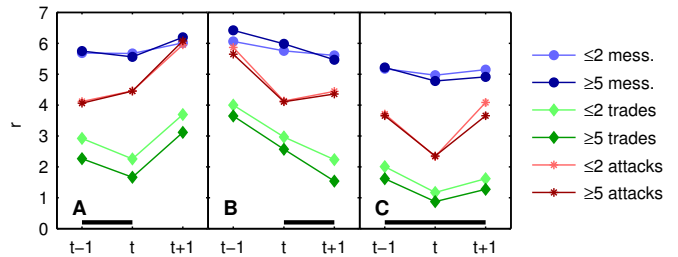 7
6
5
4
3
2
1
0
r
A
B
C
t−1 t t+1 t−1 t t+1 t−1 t t+1
≤2 mess.
≥5 mess.
≤2 trades
≥5 trades
≤2 attacks
≥5 attacks